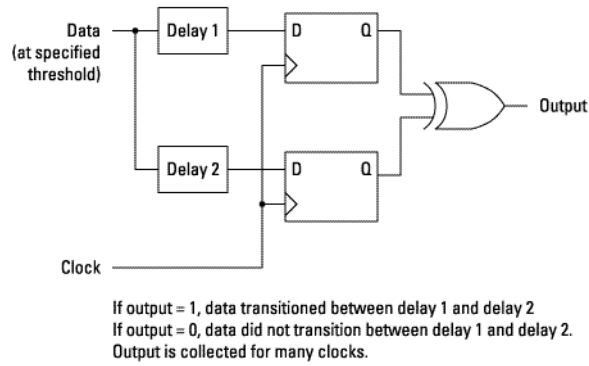 Data
(at specified
threshold)
Delay 1
D
Q
Output
Delay 2
D
Q
Clock
If output = 1, data transitioned between delay 1 and delay 2
If output = 0, data did not transition between delay 1 and delay 2.
Output is collected for many clocks.